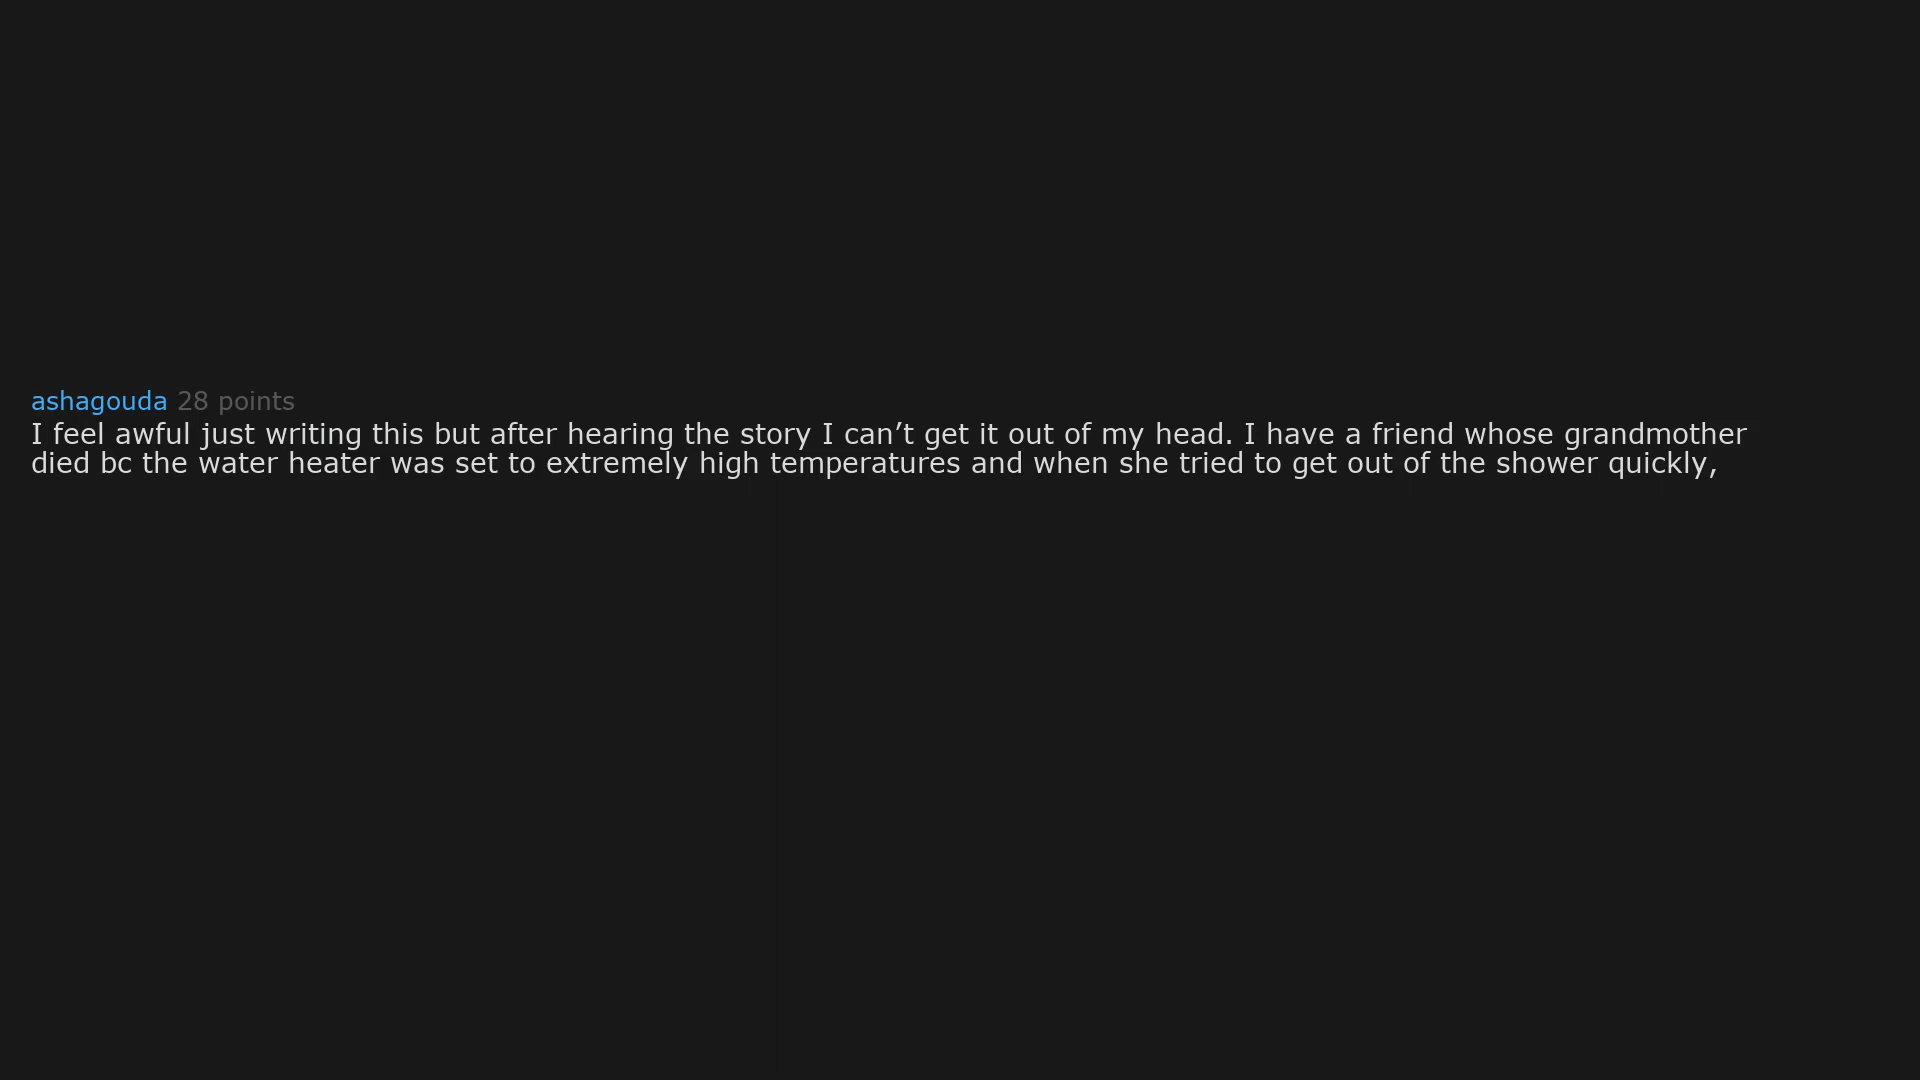 ashagouda 28 points
I feel awful just writing this but after hearing the story I can’t get it out of my head. I have a friend whose grandmother
died bc the water heater was set to extremely high temperatures and when she tried to get out of the shower quickly,